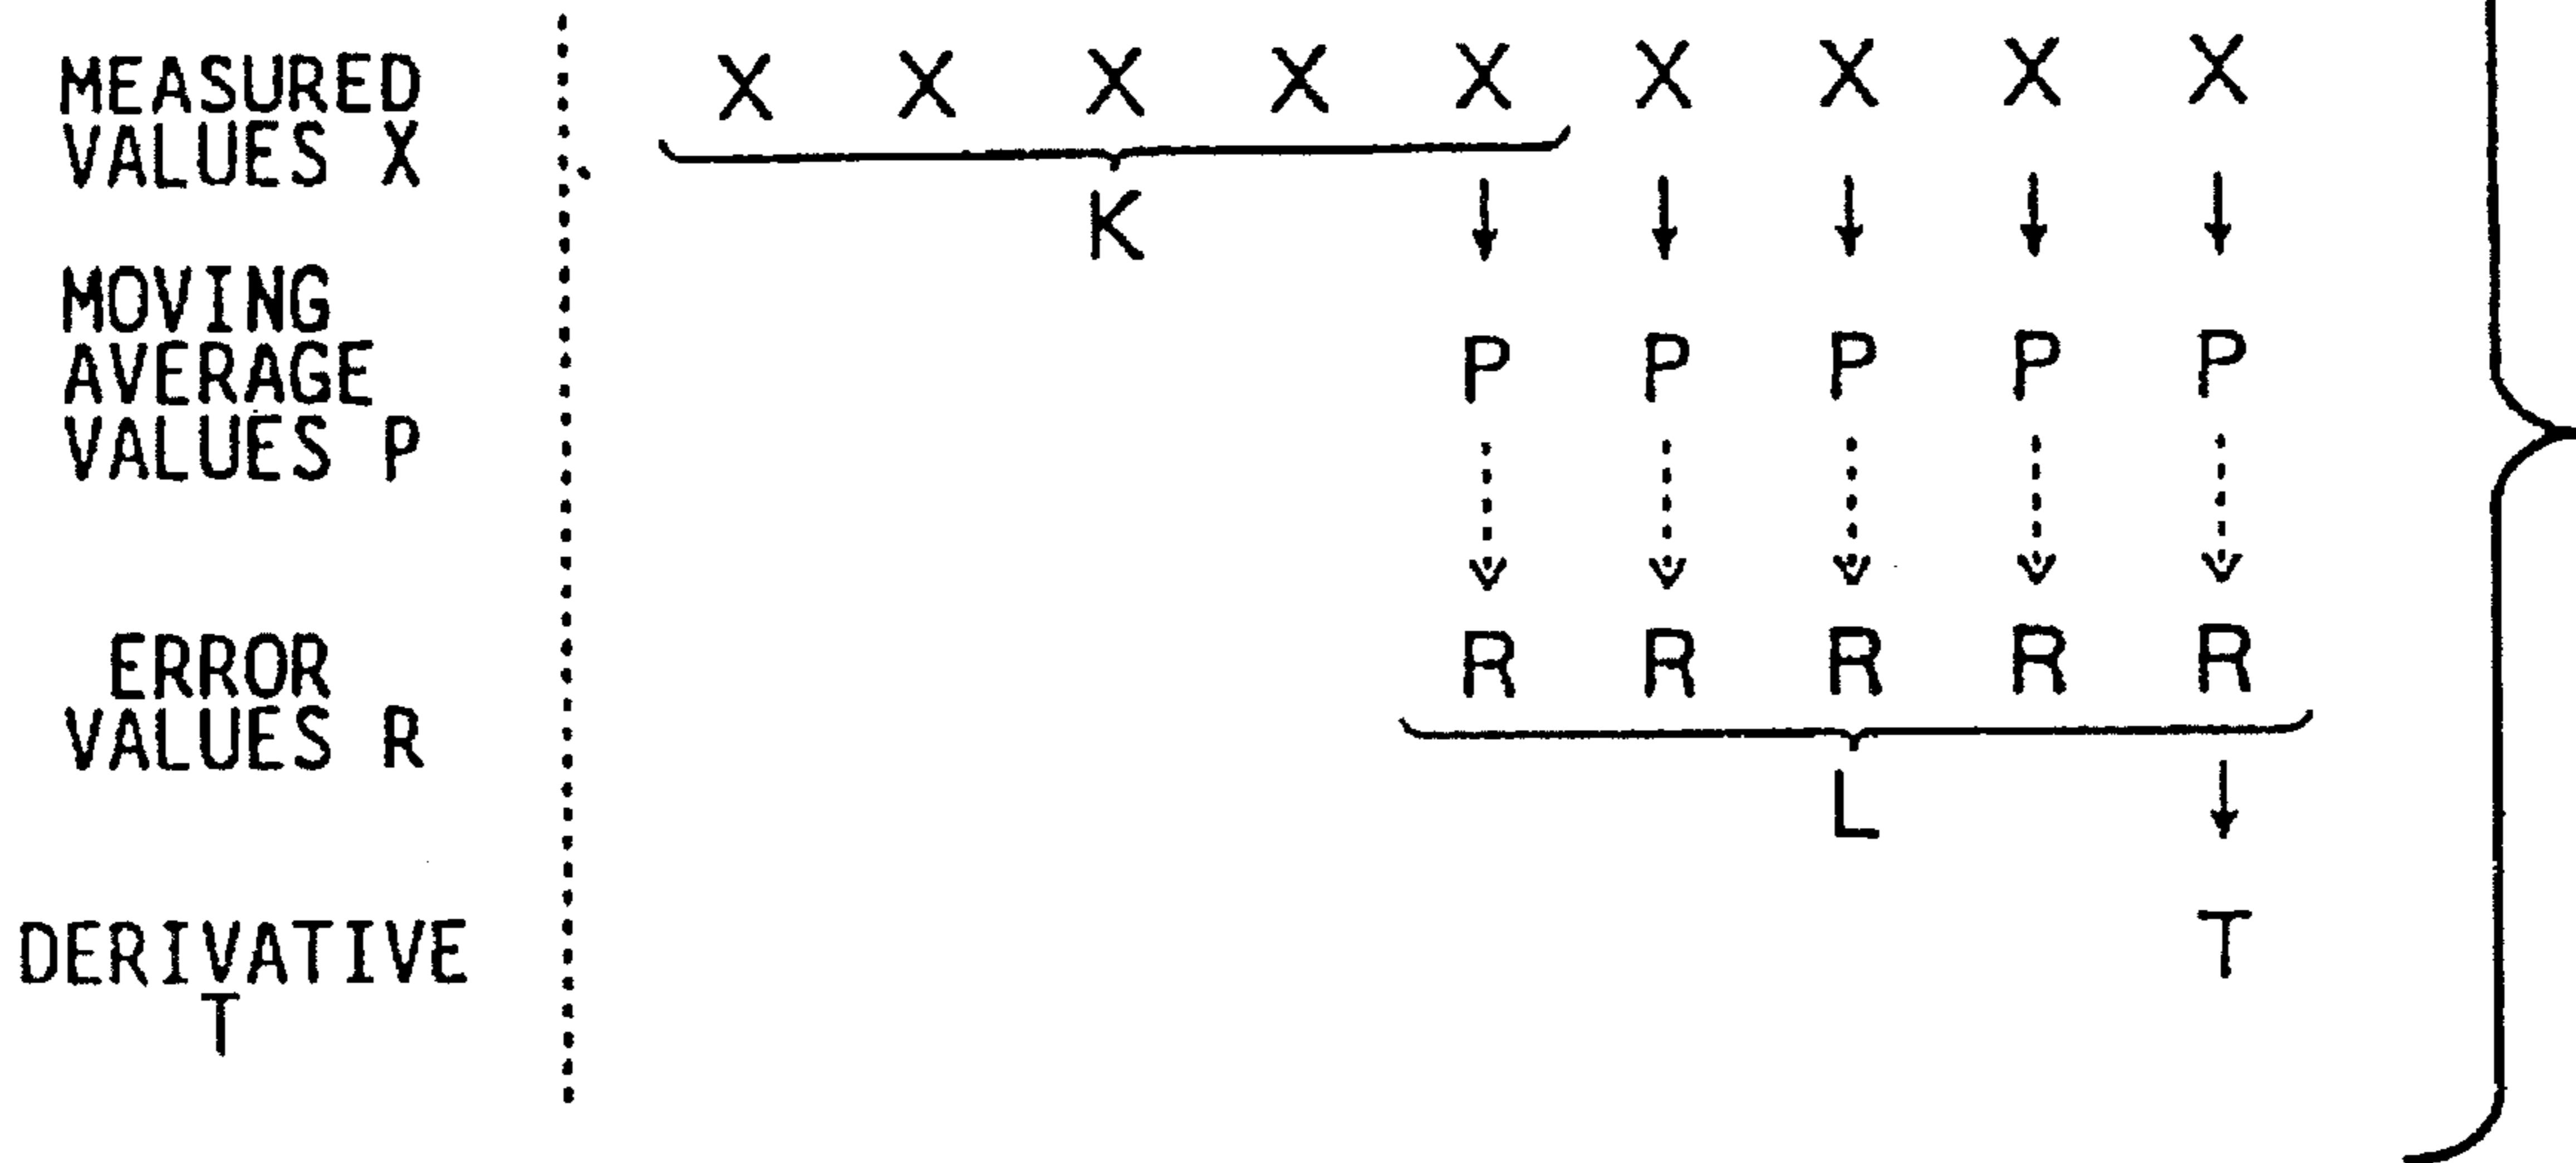 MEASURED
VALUES X
X X X X X X X X X
K
MOVING
AVERAGE
VALUES P
P P P P P
ERROR
VALUES R
R R R R R
L
DERIVATIVE
T
T